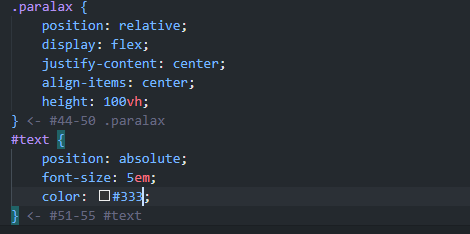 .paralax {
position: relative;
display: flex;
justify-content: center;
align-items: center;
height: 100vh;
} <- #44-50 .paralax
#text {
position: absolute;
font-size: 5em;
color: #333;
} <- #51-55 #text